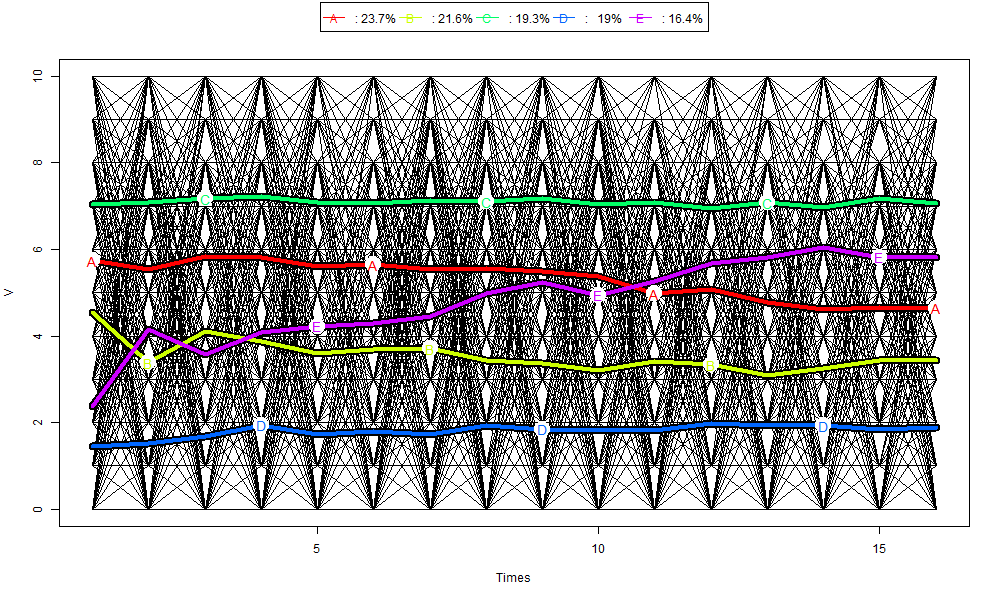 A : 23.7% B : 21.6% C : 19.3% D : 19% E : 16.4%
10
8
6
4
2
0
V
C C C
A A A A
E E E
B B B
D D D
5 10 15
Times